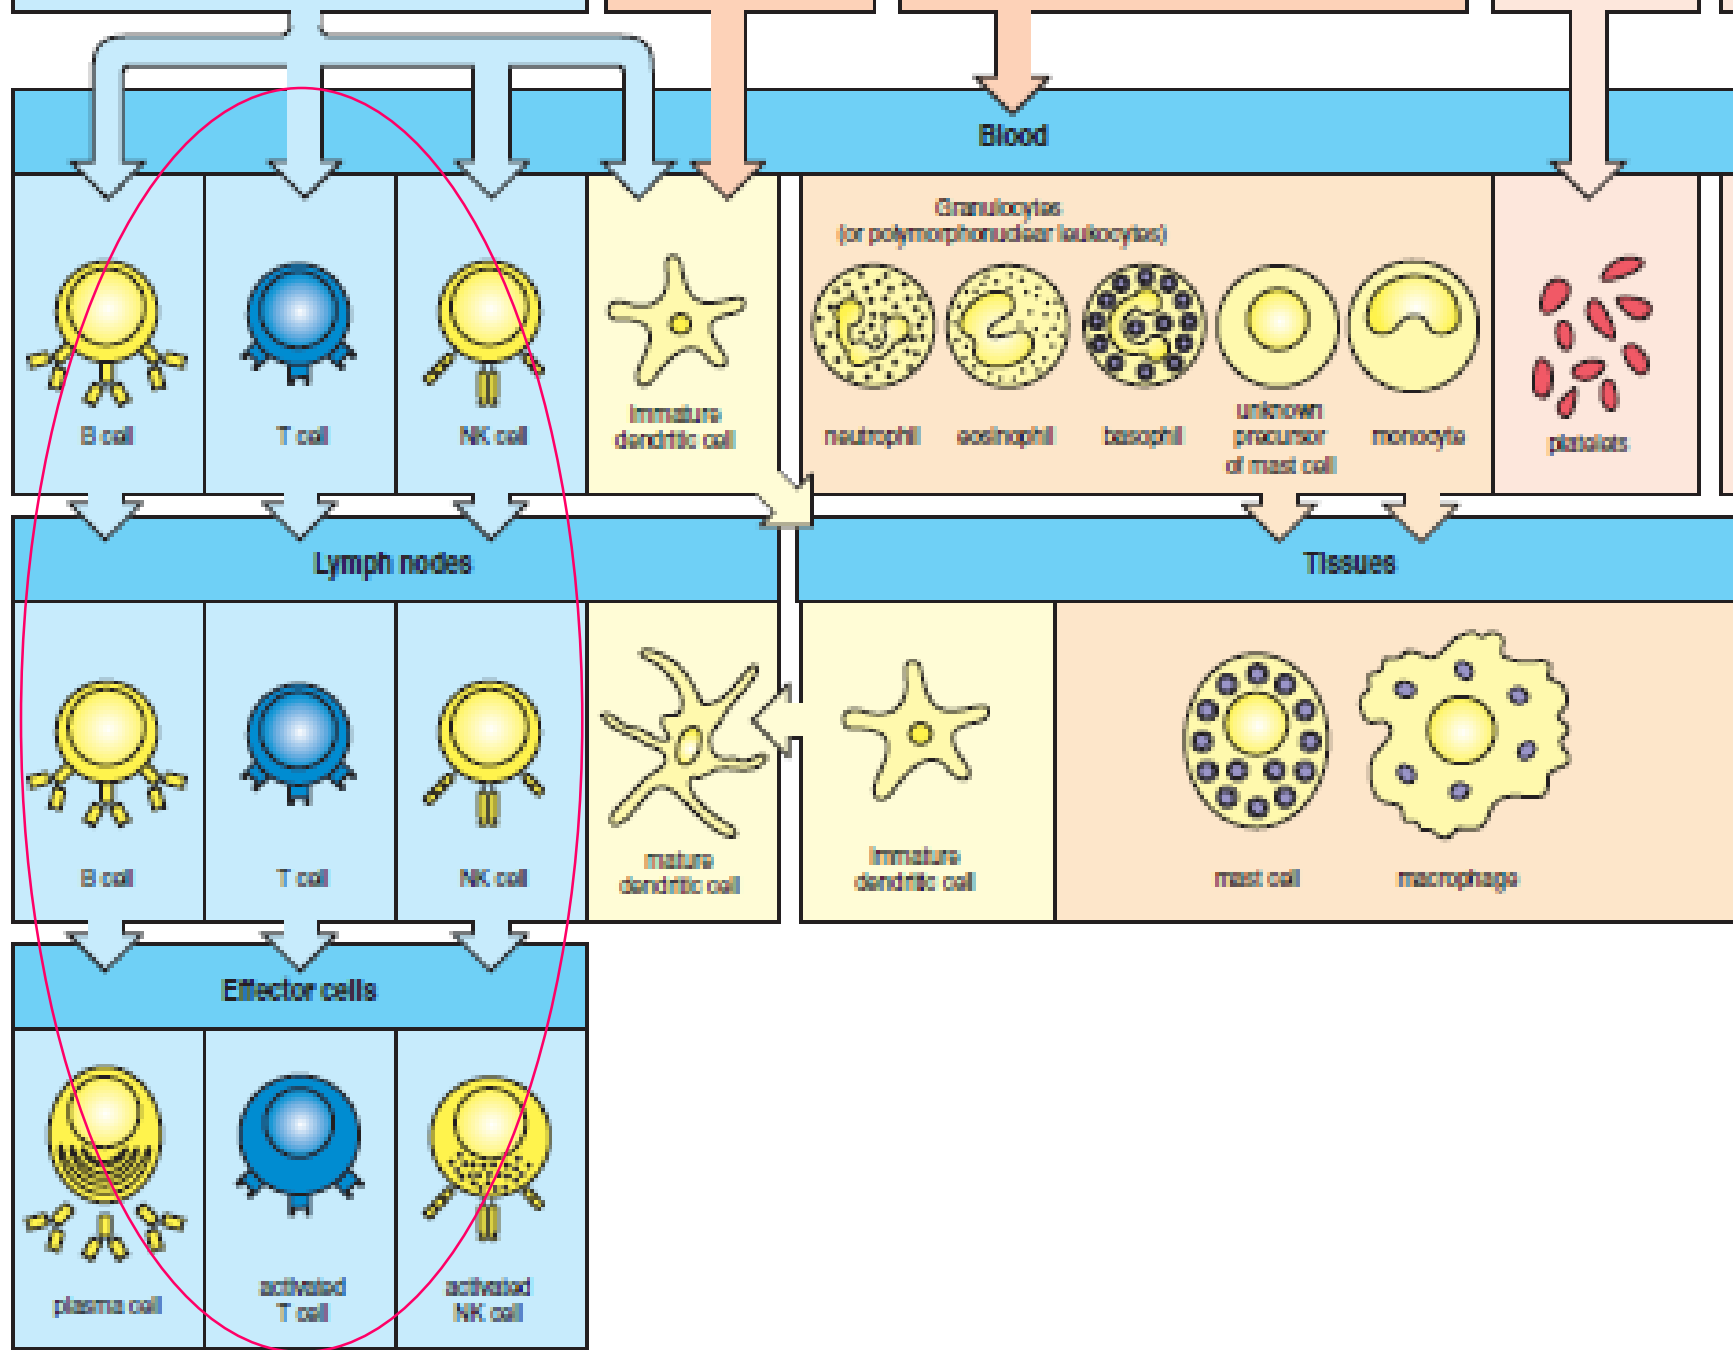 Blood
Granulocytes
(or polymorphonuclear leukocytes)
B cell
T cell
NK cell
immature
dendritic cell
neutrophil
eosinophil
basophil
unknown
precursor
of mast cell
monocyte
platelets
Lymph nodes
Tissues
B cell
T cell
NK cell
mature
dendritic cell
immature
dendritic cell
mast cell
macrophage
Effector cells
plasma cell
activated
T cell
activated
NK cell